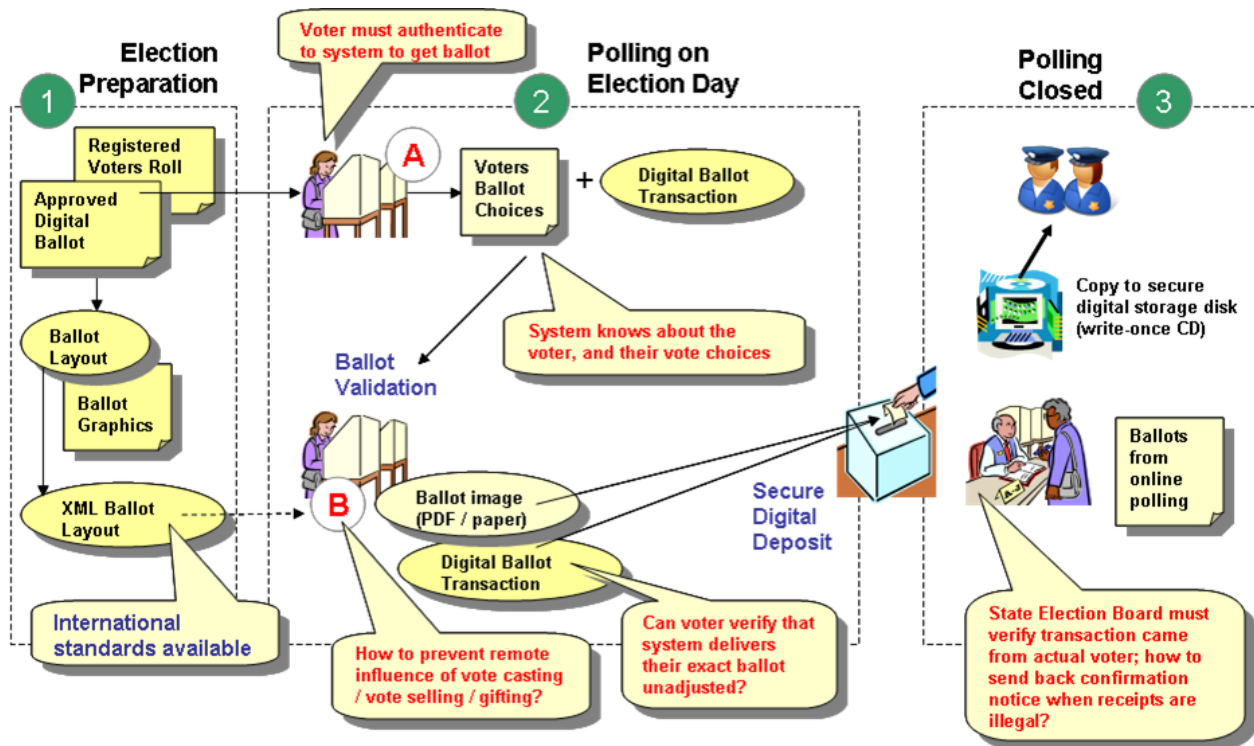 Election
Preparation
1
Registered
Voters Roll
Approved
Digital
Ballot
Ballot
Layout
Ballot
Graphics
XML Ballot
Layout
International
standards available
Voter must authenticate
to system to get ballot
2
Polling on
Election Day
A
Voters
Ballot
Choices
+
Digital Ballot
Transaction
System knows about the
voter, and their vote choices
Ballot
Validation
B
Ballot image
(PDF / paper)
Digital Ballot
Transaction
Secure
Digital
Deposit
How to prevent remote
influence of vote casting
/ vote selling / gifting?
Can voter verify that
system delivers
their exact ballot
unadjusted?
Polling
Closed
3
Copy to secure
digital storage disk
(write-once CD)
A-J
Ballots
from
online
polling
State Election Board must
verify transaction came
from actual voter; how to
send back confirmation
notice when receipts are
illegal?